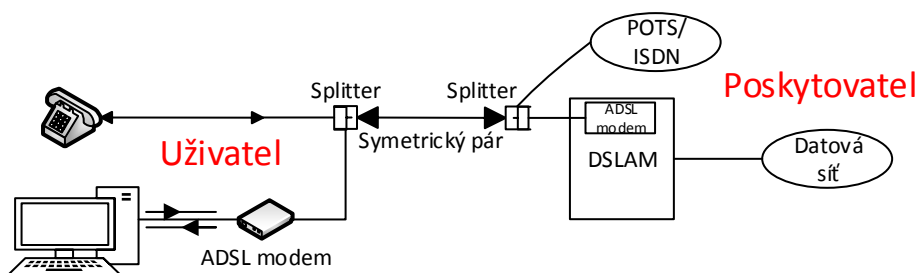 POTS/
ISDN
Poskytovatel
Splitter
Splitter
ADSL
modem
Symetrický pár
Uživatel
DSLAM
Datová
síť
ADSL modem